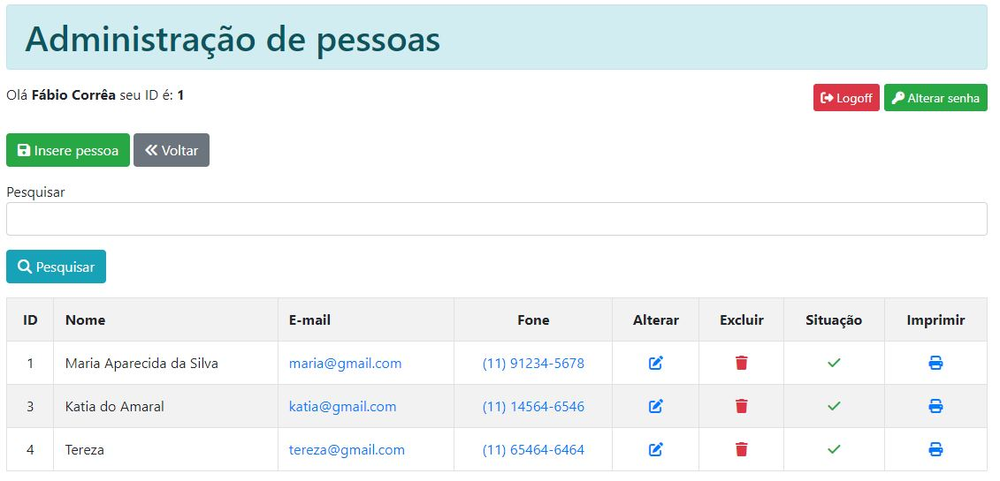 Administração de pessoas
Olá Fábio Corrêa seu ID é: 1
Logoff
Alterar senha
Insere pessoa
Voltar
Pesquisar
Pesquisar
ID Nome E-mail Fone Alterar Excluir Situação Imprimir
1 Maria Aparecida da Silva maria@gmail.com (11) 91234-5678
3 Katia do Amaral katia@gmail.com (11) 14564-6546
4 Tereza tereza@gmail.com (11) 65464-6464